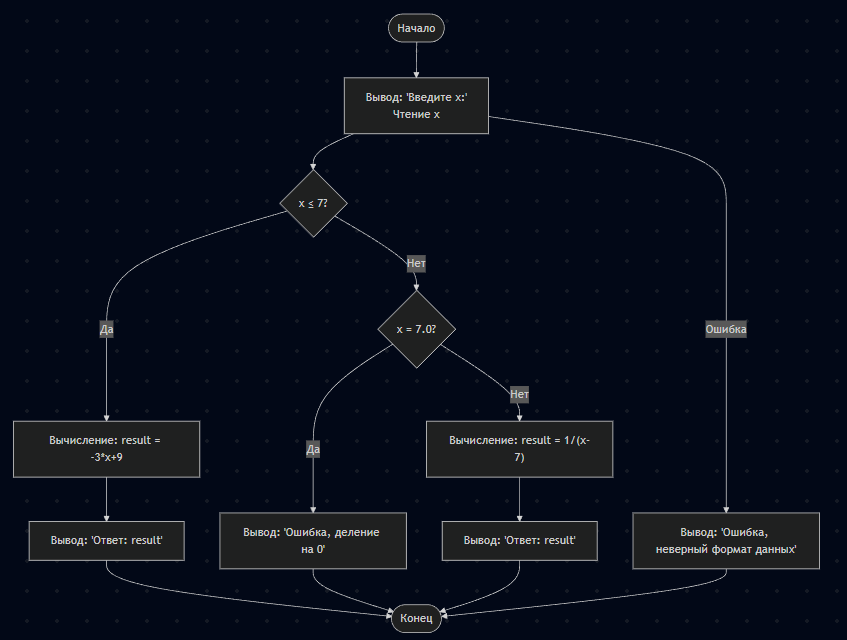 Начало
Вывод: 'Введите x:'
Чтение x
x ≤ 7?
Нет
x = 7.0?
Да
Ошибка
Нет
Вычисление: result =
-3*x+9
Да
Вычисление: result = 1/(x-
7)
Вывод: 'Ответ: result'
Вывод: 'Ошибка, деление
на 0'
Вывод: 'Ответ: result'
Вывод: 'Ошибка,
неверный формат данных'
Конец